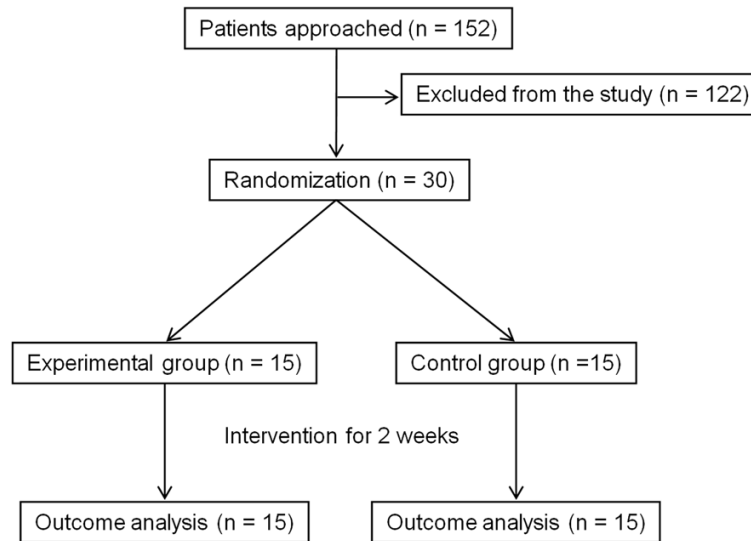 Patients approached (n = 152)
Excluded from the study (n = 122)
Randomization (n = 30)
Experimental group (n = 15)
Control group (n =15)
Intervention for 2 weeks
Outcome analysis (n = 15)
Outcome analysis (n = 15)